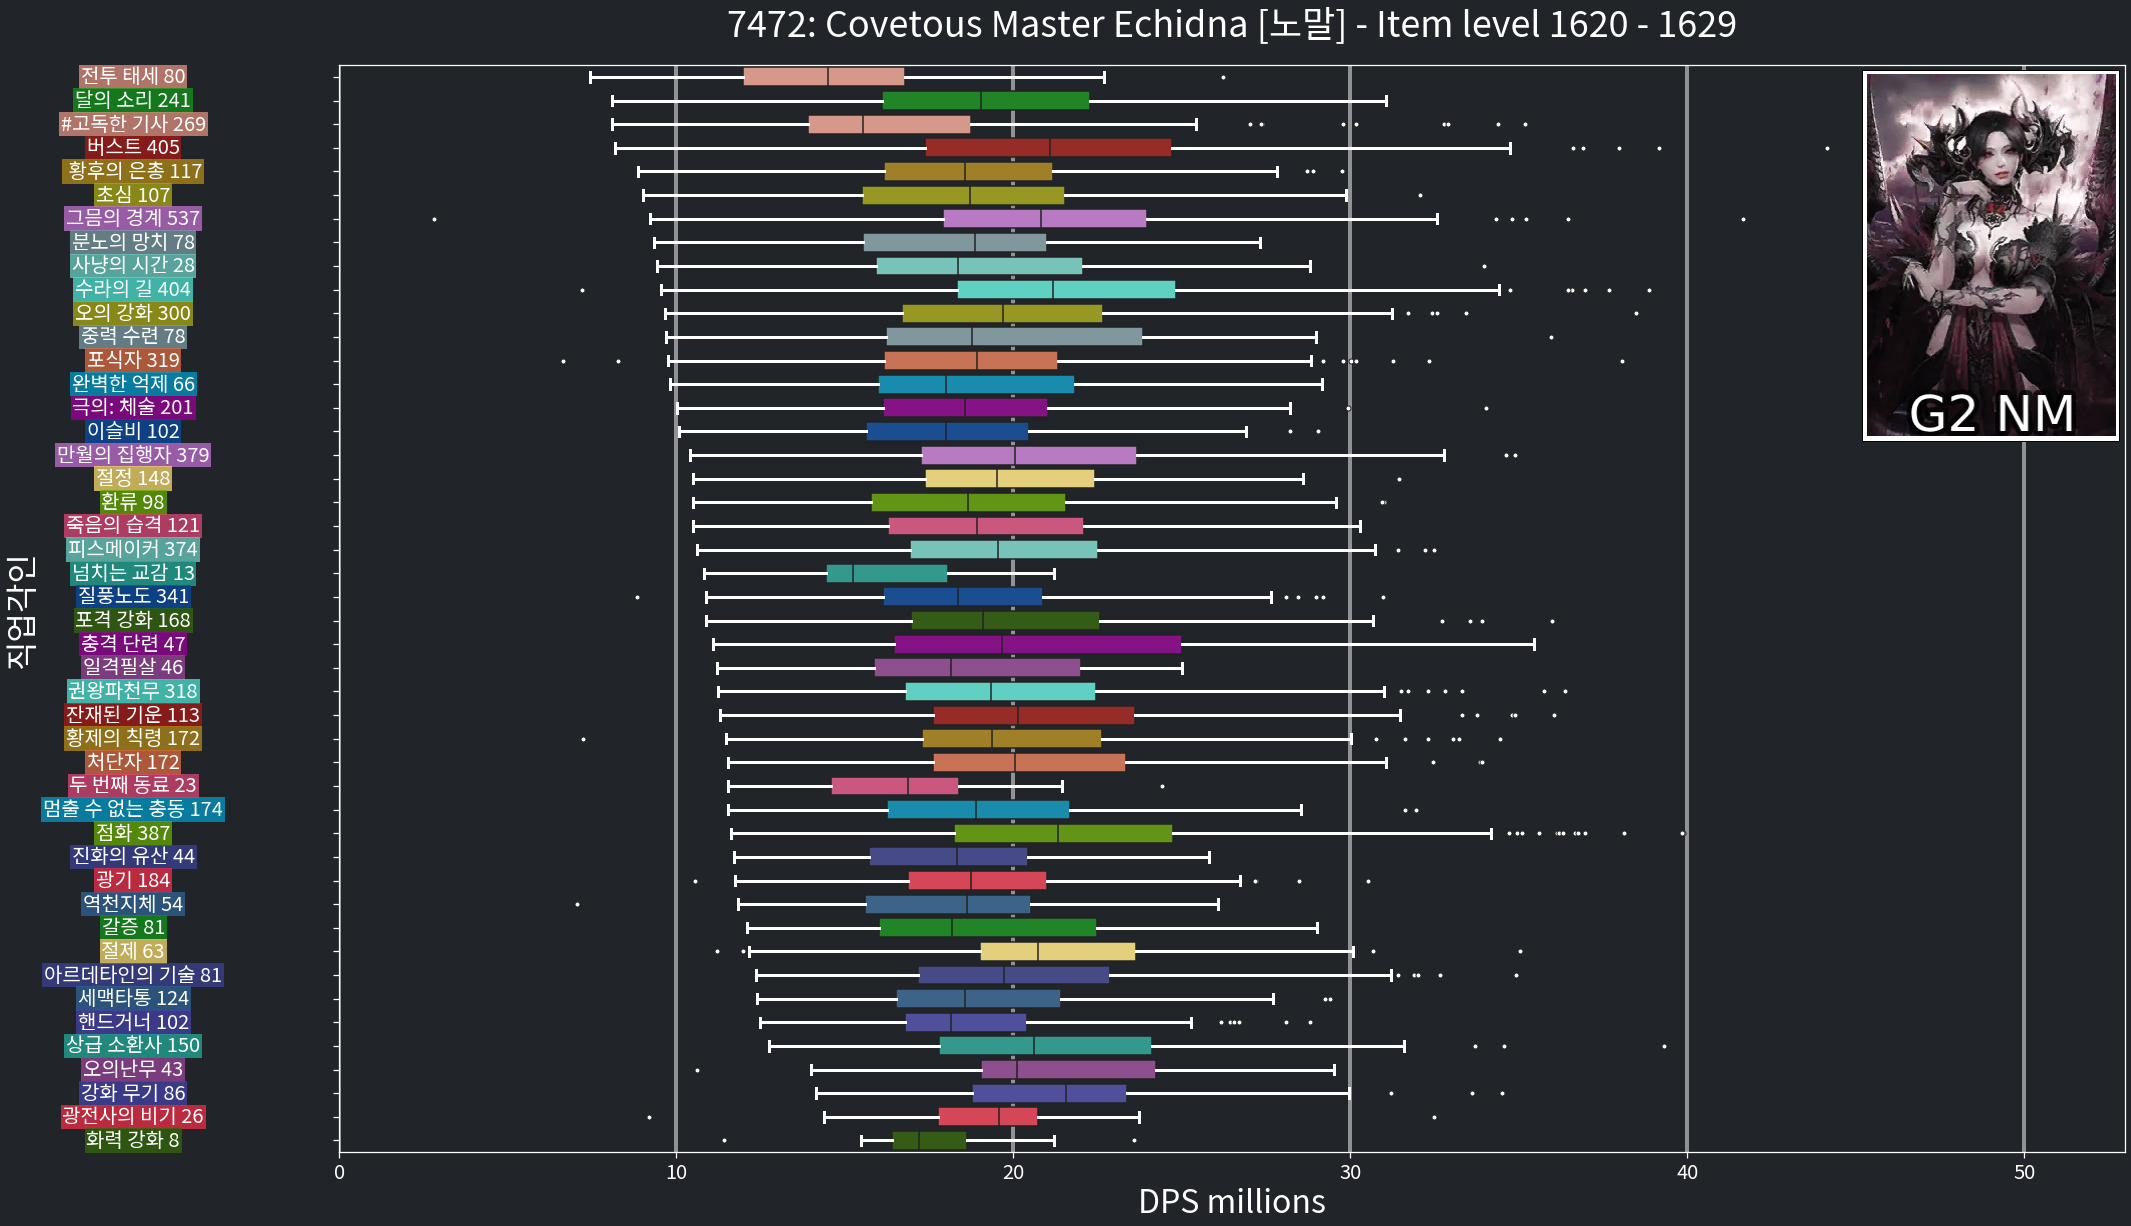 7472: Covetous Master Echidna [노말] - Item level 1620 - 1629
전투 태세 80
달의 소리 241
#고독한 기사 269
버스트 405
황후의 은총 117
초심 107
그믐의 경계 537
분노의 망치 78
사냥의 시간 28
수라의 길 404
오의 강화 300
중력 수련 78
포식자 319
완벽한 억제 66
극의: 체술 201
이슬비 102
만월의 집행자 379
절정 148
환류 98
죽음의 습격 121
피스메이커 374
넘치는 교감 13
질풍노도 341
포격 강화 168
충격 단련 47
일격필살 46
권왕파천무 318
잔재된 기운 113
황제의 칙령 172
처단자 172
두 번째 동료 23
멈출 수 없는 충동 174
점화 387
진화의 유산 44
광기 184
역천지체 54
갈증 81
절제 63
아르데타인의 기술 81
세맥타통 124
핸드거너 102
상급 소환사 150
오의난무 43
강화 무기 86
광전사의 비기 26
화력 강화 8
직업각인
G2 NM
0 10 20 30 40 50
DPS millions